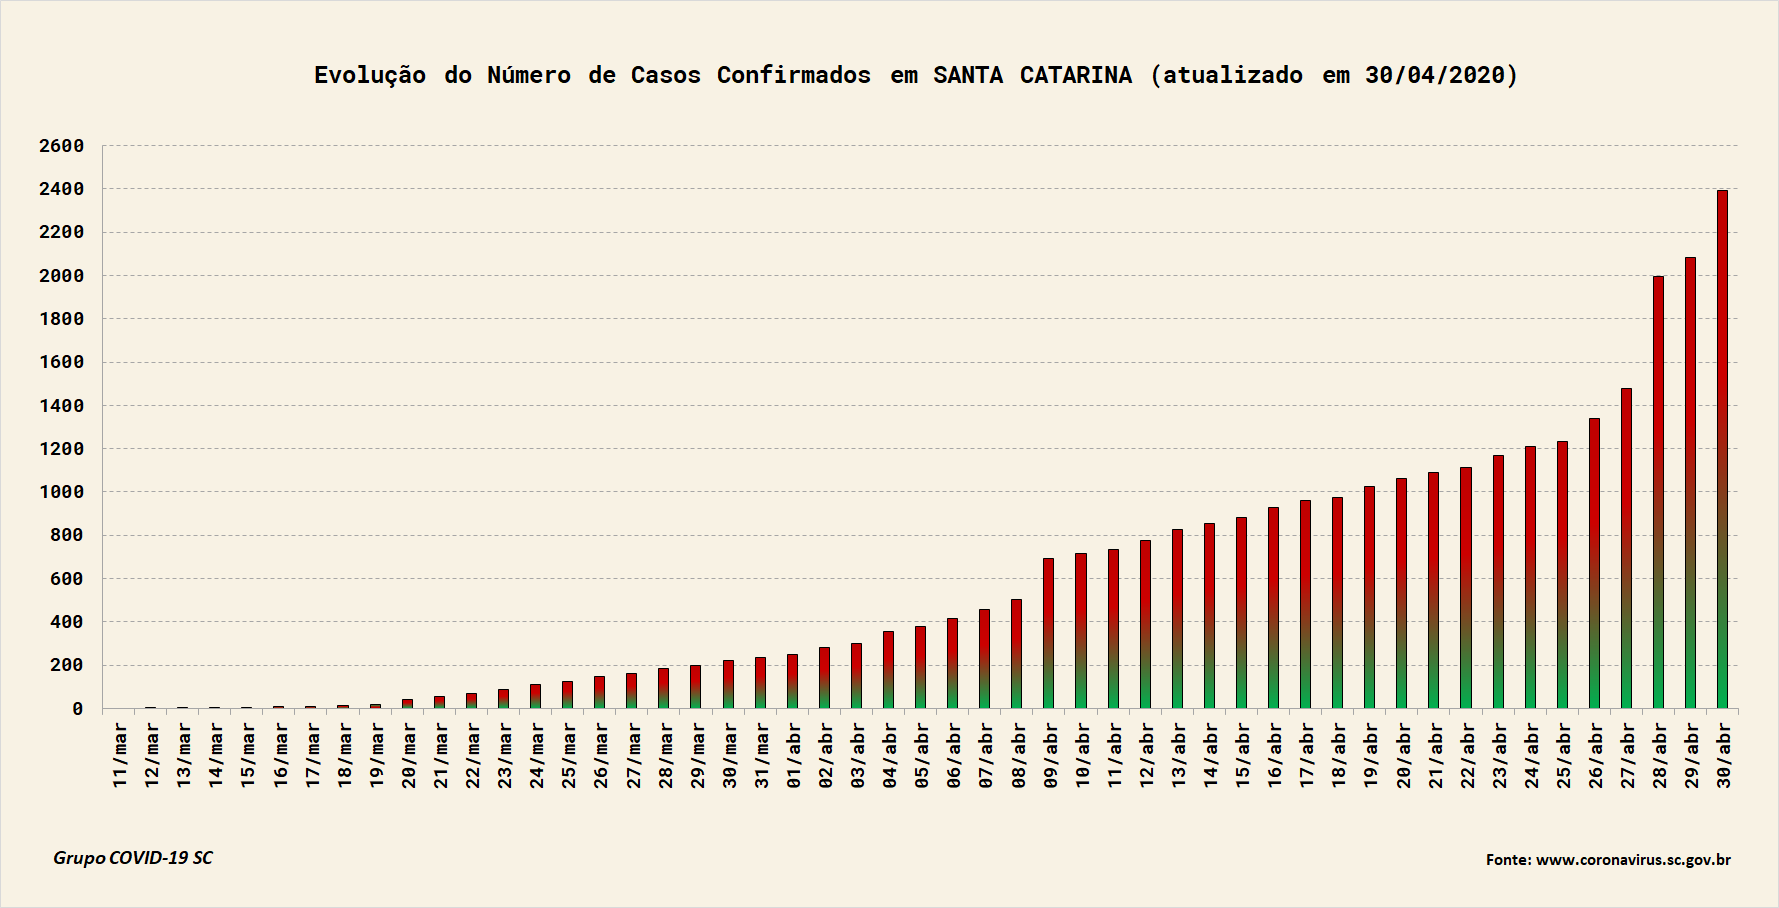 Evolução do Número de Casos Confirmados em SANTA CATARINA (atualizado em 30/04/2020)
2600
2400
2200
2000
1800
1600
1400
1200
1000
800
600
400
200
0
11/mar
12/mar
13/mar
14/mar
15/mar
16/mar
17/mar
18/mar
19/mar
20/mar
21/mar
22/mar
23/mar
24/mar
25/mar
26/mar
27/mar
28/mar
29/mar
30/mar
31/mar
01/abr
02/abr
03/abr
04/abr
05/abr
06/abr
07/abr
08/abr
09/abr
10/abr
11/abr
12/abr
13/abr
14/abr
15/abr
16/abr
17/abr
18/abr
19/abr
20/abr
21/abr
22/abr
23/abr
24/abr
25/abr
26/abr
27/abr
28/abr
29/abr
30/abr
Grupo COVID-19 SC
Fonte: www.coronavirus.sc.gov.br